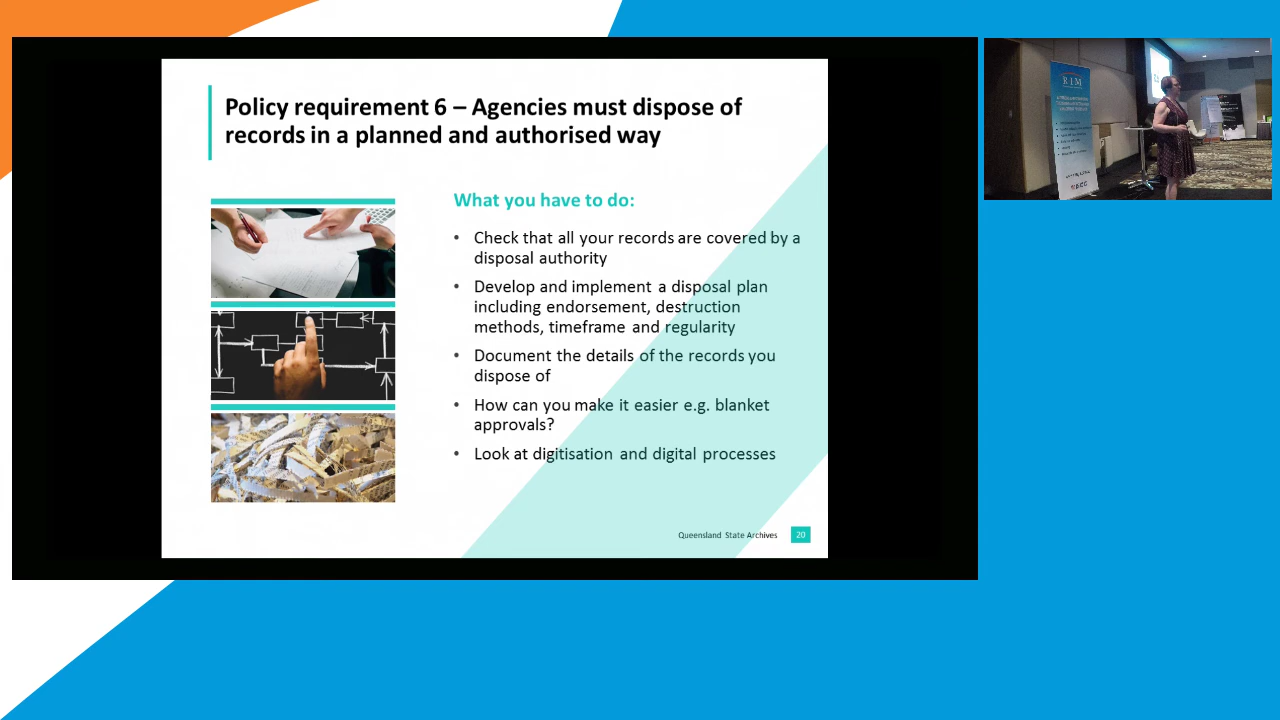 Policy requirement 6 – Agencies must dispose of
records in a planned and authorised way
What you have to do:
• Check that all your records are covered by a
disposal authority
• Develop and implement a disposal plan
including endorsement, destruction
methods, timeframe and regularity
• Document the details of the records you
dispose of
• How can you make it easier e.g. blanket
approvals?
• Look at digitisation and digital processes
Queensland State Archives
20
RIM